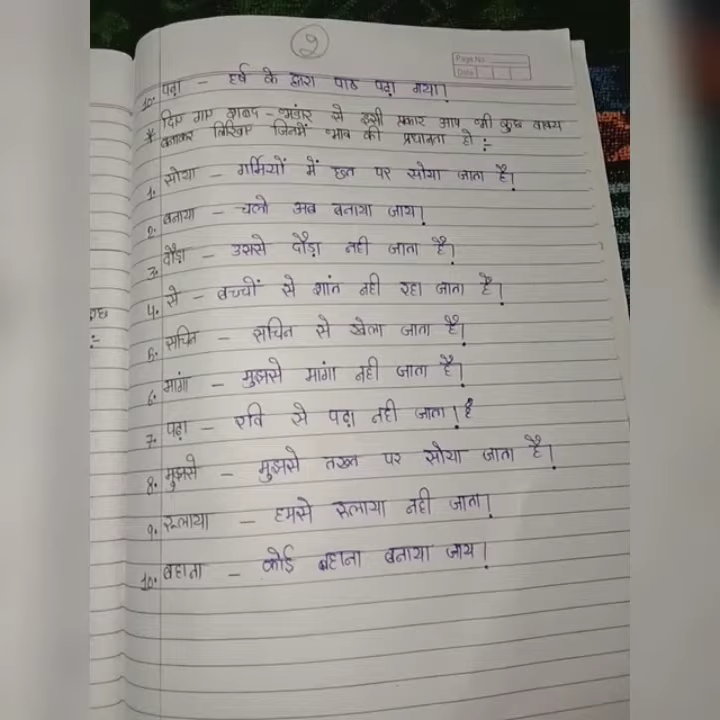 9
Page No
Date
10. पढ़ा - हर्ष के द्वारा पाठ पढ़ा गया।
* दिए गए शब्द - भंडार से इसी प्रकार आप भी कुछ वाक्य
बनाकर लिखिए जिनमें भाव की प्रधानता हो :-
1. सोया - गर्मियों में छत पर सोया जाता है।
2. बनाया - चलो अब बनाया जाय।
3. दौड़ा - उससे दौड़ा नही जाता है।
4. से - बच्चों से शांत नही रहा जाता है।
5. सचिन - सचिन से खेला जाता है।
6. मांगा - मुझसे मांगा नही जाता है।
7. पढ़ा - रवि से पढ़ा नही जाता। है
8. मुझसे - मुझसे तख्त पर सोया जाता है।
9. रूलाया - हमसे रूलाया नही जाता।
10. बहाना - कोई बहाना बनाया जाय।